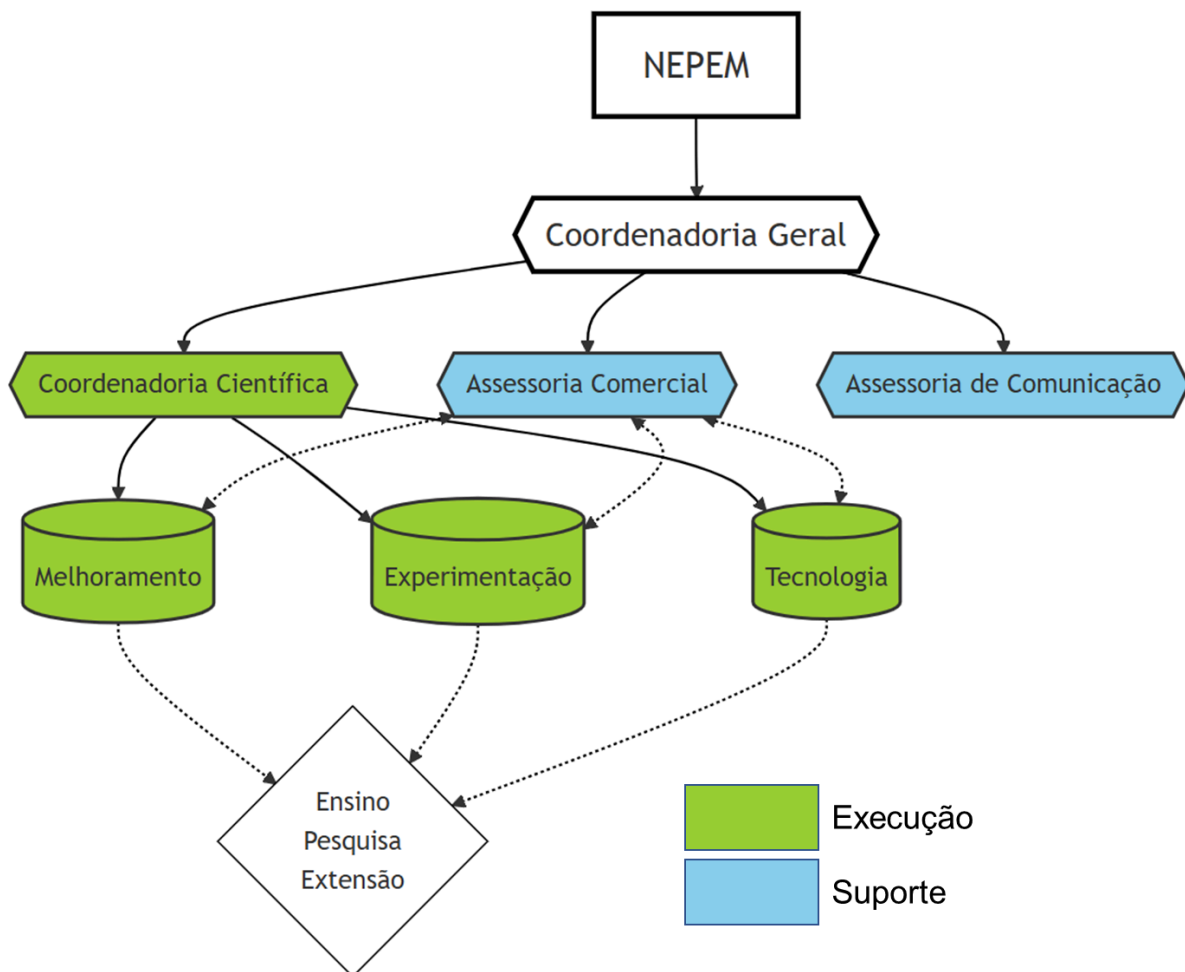 NEPEM
Coordenadoria Geral
Coordenadoria Científica
Assessoria Comercial
Assessoria de Comunicação
Melhoramento
Experimentação
Tecnologia
Ensino
Pesquisa
Extensão
Execução
Suporte